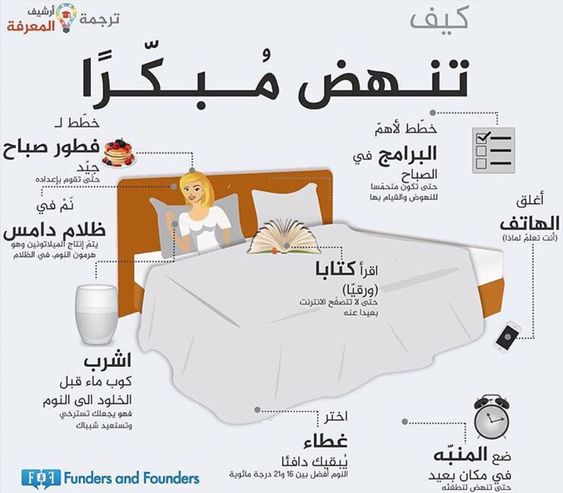 ترجمة
أرشيف
المعرفة
كيف
تنهض مُبكّرًا
خطّط لـ
فطور صباح
جيّد
حتى تقوم بإعداده
خطّط لأهمّ
البرامج في
الصباح
حتى تكون متحمّسا
للنهوض والقيام بها
نَمْ في
ظلام دامس
يتمّ إنتاج الميلاتونين وهو
هرمون النوم، في الظلام
أغلق
الهاتف
(أنت تعلمُ لماذا)
اقرأ كتابا
(ورقيّا)
حتى لا تتصفّح الانترنت
بعيدا عنه
اشرب
كوب ماء قبل
الخلود الى النوم
فهو يجعلك تسترخي
وتستعيد شبابك
اختر
غطاء
يُبقيك دافئا
النوم أفضل بين 16 و21 درجة مائوية
ضع المنبّه
في مكان بعيد
حتى تنهض لتطفئه
Funders and Founders